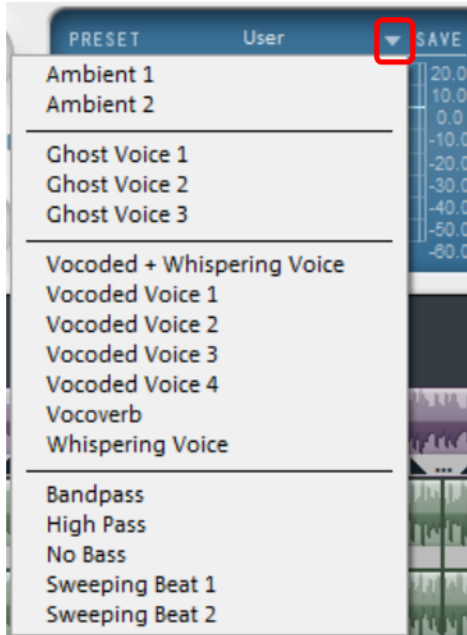 PRESET User SAVE
Ambient 1
Ambient 2
Ghost Voice 1
Ghost Voice 2
Ghost Voice 3
Vocoded + Whispering Voice
Vocoded Voice 1
Vocoded Voice 2
Vocoded Voice 3
Vocoded Voice 4
Vocoverb
Whispering Voice
Bandpass
High Pass
No Bass
Sweeping Beat 1
Sweeping Beat 2
20.0
10.0
0.0
-10.0
-20.0
-30.0
-40.0
-50.0
-60.0
...